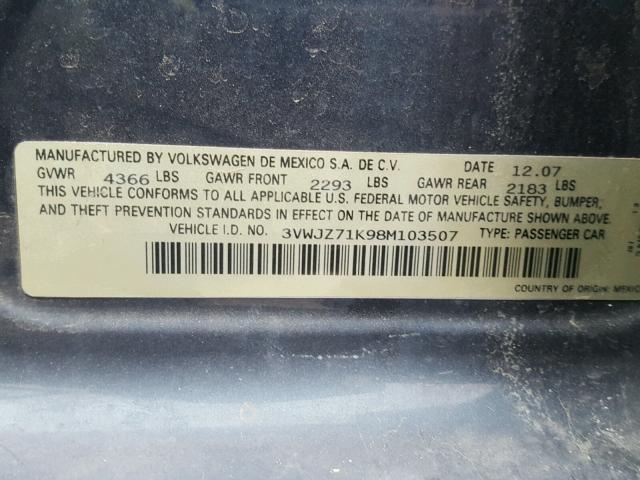 MANUFACTURED BY VOLKSWAGEN DE MEXICO S.A. DE C.V. DATE 12.07
GVWR 4366 LBS GAWR FRONT 2293 LBS GAWR REAR 2183 LBS
THIS VEHICLE CONFORMS TO ALL APPLICABLE U.S. FEDERAL MOTOR VEHICLE SAFETY, BUMPER,
AND THEFT PREVENTION STANDARDS IN EFFECT ON THE DATE OF MANUFACTURE SHOWN ABOVE.
VEHICLE I.D. NO. 3VWJZ71K98M103507 TYPE: PASSENGER CAR
COUNTRY OF ORIGIN: MEXICO